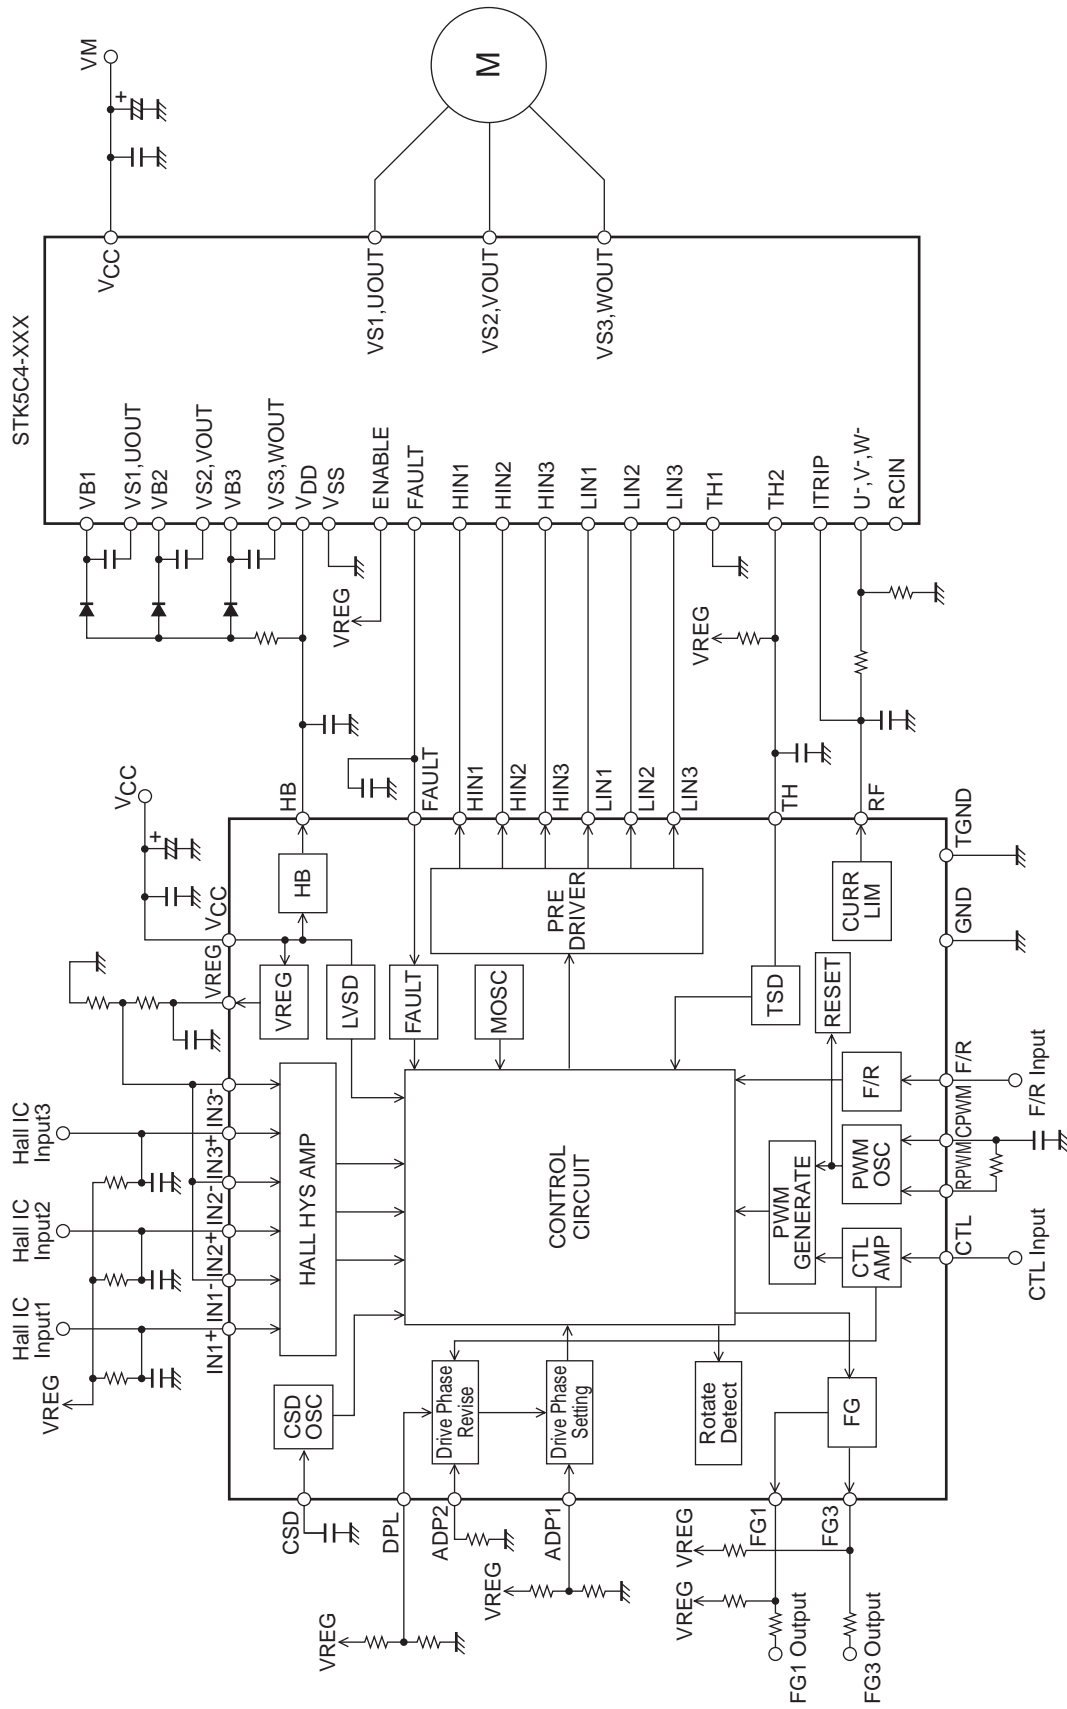 STK5C4-XXX
VM
VCC
VB1
VS1,UOUT
VB2
VS2,VOUT
VB3
VS3,WOUT
VDD
VSS
ENABLE
FAULT
HIN1
HIN2
HIN3
LIN1
LIN2
LIN3
TH1
TH2
ITRIP
U-,V-,W-
RCIN
VS1,UOUT
VS2,VOUT
VS3,WOUT
M
VREG
VREG
VCC
HB
FAULT
HIN1
HIN2
HIN3
LIN1
LIN2
LIN3
TH
RF
TGND
GND
VCC
VREG
HB
VREG
LVSD
FAULT
MOSC
PRE
DRIVER
TSD
CURR
LIM
RESET
Hall IC
Input3
Hall IC
Input2
Hall IC
Input1
VREG
IN3-
IN3+
IN2-
IN2+
IN1-
IN1+
HALL HYS AMP
CONTROL
CIRCUIT
F/R
PWM
OSC
PWM
GENERATE
CTL
AMP
F/R
CPWM
RPWM
CTL
F/R Input
CTL Input
CSD
OSC
Drive Phase
Revise
Drive Phase
Setting
Rotate
Detect
FG
CSD
DPL
ADP2
ADP1
FG1
FG3
VREG
VREG
VREG
VREG
FG1 Output
FG3 Output